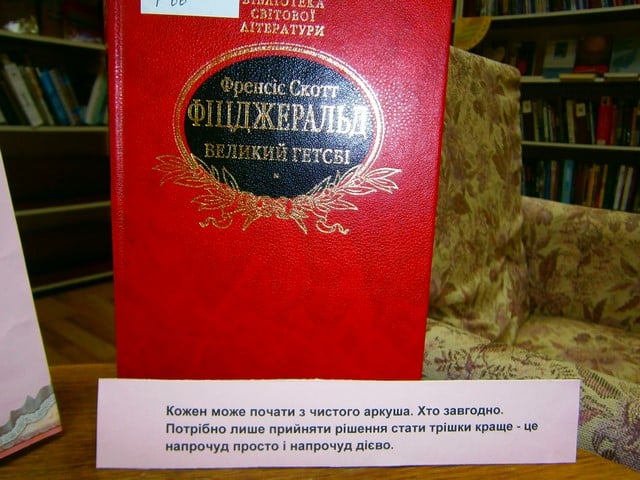 БІБЛІОТЕКА
СВІТОВОЇ
ЛІТЕРАТУРИ
Френсіс Скотт
ФІЦДЖЕРАЛЬД
ВЕЛИКИЙ ГЕТСБІ
Кожен може почати з чистого аркуша. Хто завгодно.
Потрібно лише прийняти рішення стати трішки краще - це
напрочуд просто і напрочуд дієво.